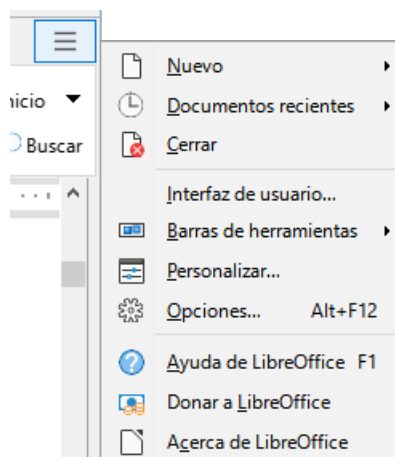 Nuevo
nicio
Documentos recientes
Buscar
Cerrar
Interfaz de usuario...
Barras de herramientas
Personalizar...
Opciones... Alt+F12
Ayuda de LibreOffice F1
Donar a LibreOffice
Acerca de LibreOffice